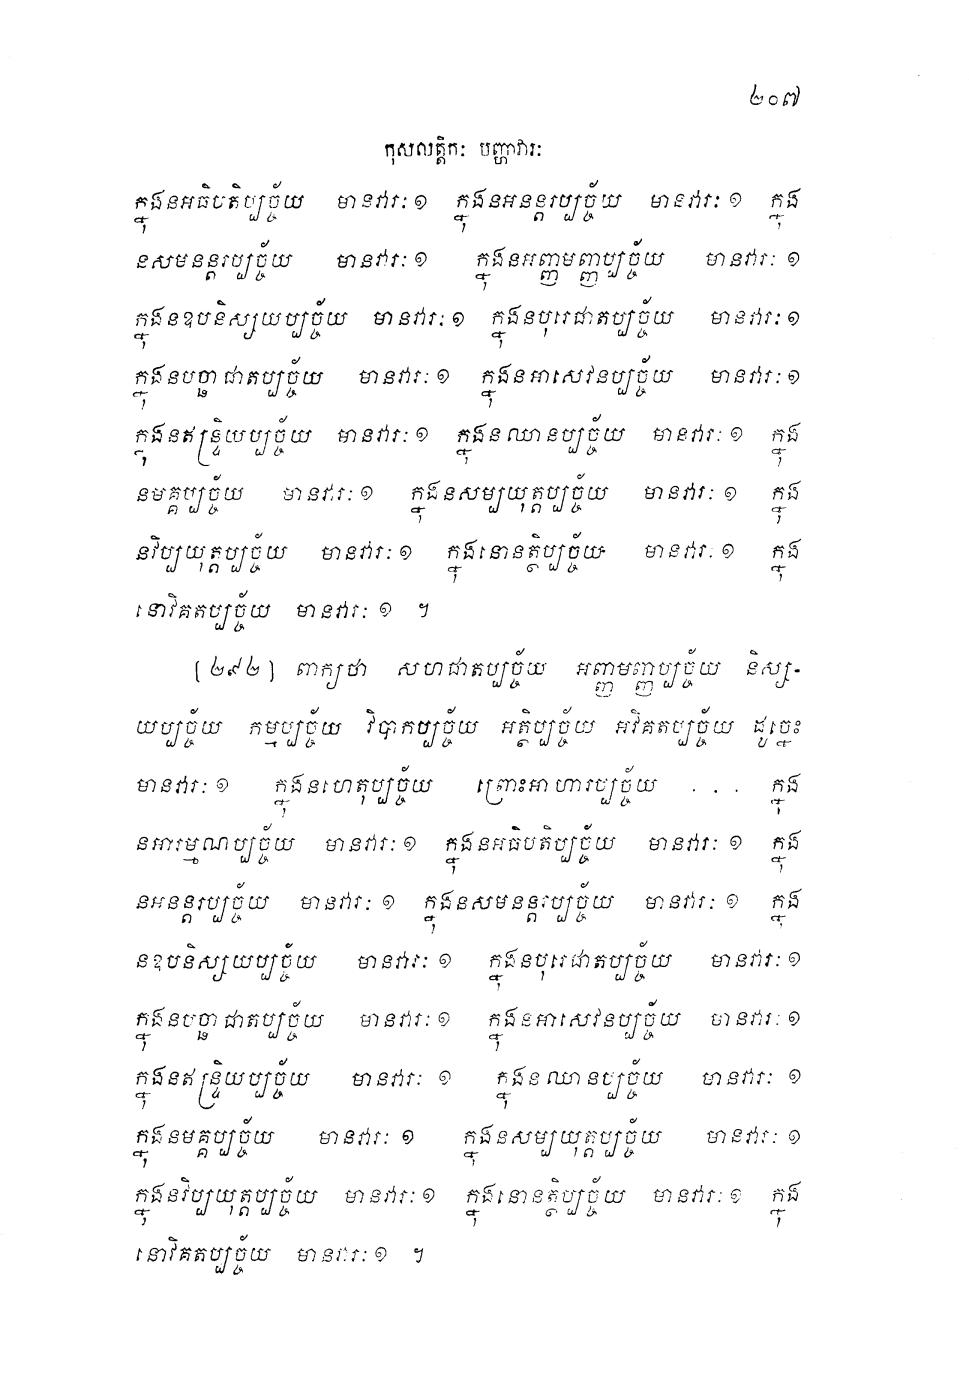 ២០៧
កុសលត្តិកៈ បញ្ហាវារៈ
ក្នុងនអធិបតិប្បច្ច័យ មានវារៈ១ ក្នុងនអនន្តរប្បច្ច័យ មានវារៈ ១ ក្នុង
នសមនន្តរប្បច្ច័យ មានវារៈ ១ ក្នុងនអញ្ញមញ្ញប្បច្ច័យ មានវារៈ ១
ក្នុងនឧបនិស្សយប្បច្ច័យ មានវារៈ១ ក្នុងនបុរេជាតប្បច្ច័យ មានវារៈ១
ក្នុងនបច្ឆាជាតប្បច្ច័យ មានវារៈ ១ ក្នុងនអាសេវនប្បច្ច័យ មានវារៈ១
ក្នុងនឥន្ទ្រិយប្បច្ច័យ មានវារៈ ១ ក្នុងនឈានប្បច្ច័យ មានវារៈ ១ ក្នុង
នមគ្គប្បច្ច័យ មានវារៈ ១ ក្នុងនសម្បយុត្តប្បច្ច័យ មានវារៈ ១ ក្នុង
នវិប្បយុត្តប្បច្ច័យ មានវារៈ ១ ក្នុងនោនត្ថិប្បច្ច័យ មានវារៈ ១ ក្នុង
នោវិគតប្បច្ច័យ មានវារៈ ១ ។
[២៩២] ពាក្យថា សហជាតប្បច្ច័យ អញ្ញមញ្ញប្បច្ច័យ និស្ស-
យប្បច្ច័យ កម្មប្បច្ច័យ វិបាកប្បច្ច័យ អត្ថិប្បច្ច័យ អវិគតប្បច្ច័យ ដូច្នេះ
មានវារៈ ១ ក្នុងនហេតុប្បច្ច័យ ព្រោះអាហារប្បច្ច័យ . . . ក្នុង
នអារម្មណប្បច្ច័យ មានវារៈ ១ ក្នុងនអធិបតិប្បច្ច័យ មានវារៈ ១ ក្នុង
នអនន្តរប្បច្ច័យ មានវារៈ ១ ក្នុងនសមនន្តរប្បច្ច័យ មានវារៈ ១ ក្នុង
នឧបនិស្សយប្បច្ច័យ មានវារៈ ១ ក្នុងនបុរេជាតប្បច្ច័យ មានវារៈ ១
ក្នុងនបច្ឆាជាតប្បច្ច័យ មានវារៈ ១ ក្នុងនអាសេវនប្បច្ច័យ មានវារៈ ១
ក្នុងនឥន្ទ្រិយប្បច្ច័យ មានវារៈ ១ ក្នុងនឈានប្បច្ច័យ មានវារៈ ១
ក្នុងនមគ្គប្បច្ច័យ មានវារៈ ១ ក្នុងនសម្បយុត្តប្បច្ច័យ មានវារៈ ១
ក្នុងនវិប្បយុត្តប្បច្ច័យ មានវារៈ ១ ក្នុងនោនត្ថិប្បច្ច័យ មានវារៈ ១ ក្នុង
នោវិគតប្បច្ច័យ មានវារៈ ១ ។